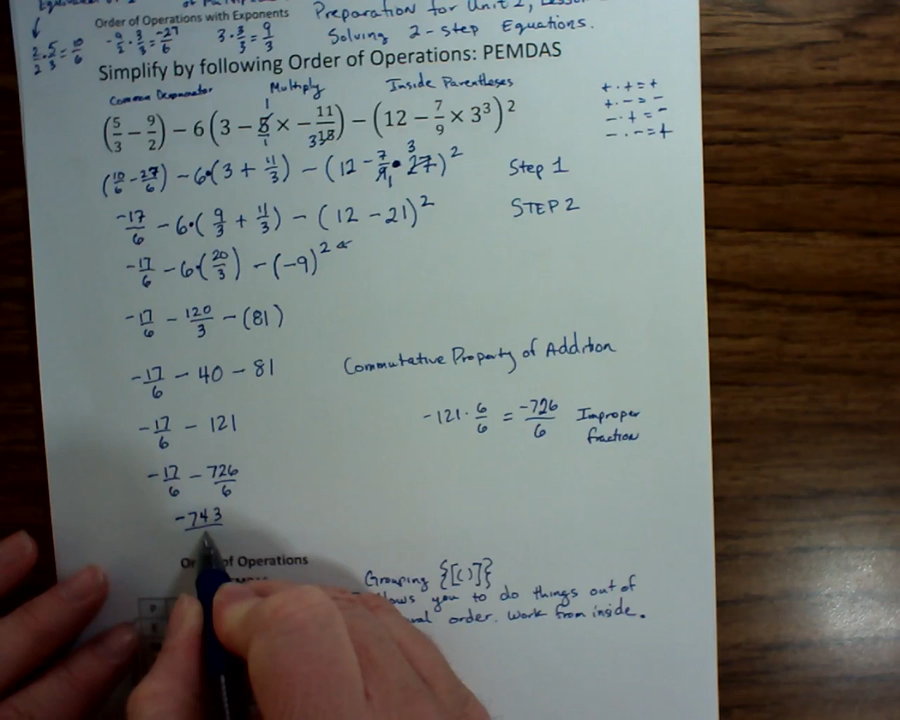 Order of Operations with Exponents
Preparation for Unit 2,
Solving 2-step Equations.
2/2 · 5/3 = 10/6
-9/2 · 3/3 = -27/6
3 · 3/3 = 9/3
Simplify by following Order of Operations: PEMDAS
Common Denominator Multiply Inside Parentheses
(5/3 − 9/2) − 6(3 − 6/1 × −11/318) − (12 − 7/9 × 3³)²
+ · + = +
+ · - = -
- · + = -
- · - = +
(10/6 - 27/6) - 6·(3 + 11/3) - (12 - 7/9 · 27)² Step 1
-17/6 - 6·(9/3 + 11/3) - (12 - 21)² STEP 2
-17/6 - 6·(20/3) - (-9)²
-17/6 - 120/3 - (81)
-17/6 - 40 - 81 Commutative Property of Addition
-17/6 - 121 -121 · 6/6 = -726/6 Improper fraction
-17/6 - 726/6
-743
of Operations
Grouping {[()]}
you to do things out of
order. Work from inside.